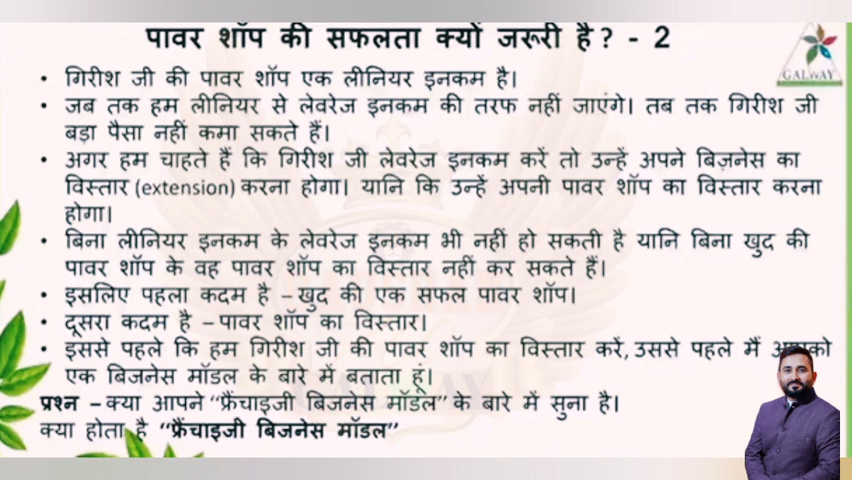 पावर शॉप की सफलता क्यों जरूरी है? - 2
GALWAY
• गिरीश जी की पावर शॉप एक लीनियर इनकम है।
• जब तक हम लीनियर से लेवरेज इनकम की तरफ नहीं जाएंगे। तब तक गिरीश जी
बड़ा पैसा नहीं कमा सकते हैं।
• अगर हम चाहते हैं कि गिरीश जी लेवरेज इनकम करें तो उन्हें अपने बिज़नेस का
विस्तार (extension) करना होगा। यानि कि उन्हें अपनी पावर शॉप का विस्तार करना
होगा।
• बिना लीनियर इनकम के लेवरेज इनकम भी नहीं हो सकती है यानि बिना खुद की
पावर शॉप के वह पावर शॉप का विस्तार नहीं कर सकते हैं।
• इसलिए पहला कदम है – खुद की एक सफल पावर शॉप।
• दूसरा कदम है – पावर शॉप का विस्तार।
• इससे पहले कि हम गिरीश जी की पावर शॉप का विस्तार करें, उससे पहले मैं
एक बिजनेस मॉडल के बारे में बताता हूं।
प्रश्न – क्या आपने “फ्रैंचाइजी बिजनेस मॉडल” के बारे में सुना है।
क्या होता है “फ्रैंचाइजी बिजनेस मॉडल”